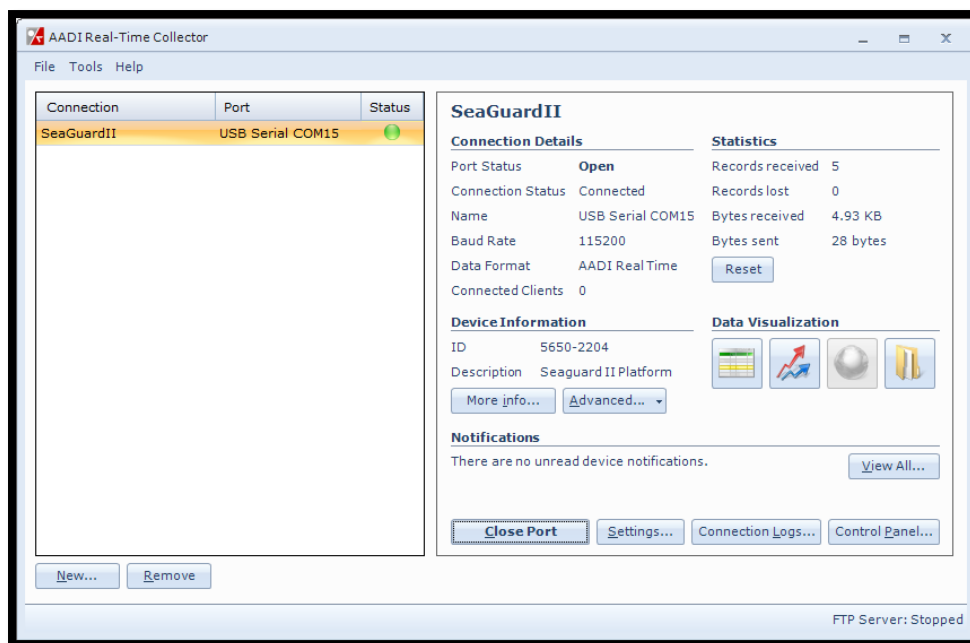 AADI Real-Time Collector
File Tools Help
Connection Port Status
SeaGuardII USB Serial COM15
SeaGuardII
Connection Details
Port Status Open
Connection Status Connected
Name USB Serial COM15
Baud Rate 115200
Data Format AADI Real Time
Connected Clients 0
Statistics
Records received 5
Records lost 0
Bytes received 4.93 KB
Bytes sent 28 bytes
Reset
Device Information
ID 5650-2204
Description Seaguard II Platform
More info... Advanced...
Data Visualization
Notifications
There are no unread device notifications.
View All...
Close Port Settings... Connection Logs... Control Panel...
New... Remove
FTP Server: Stopped